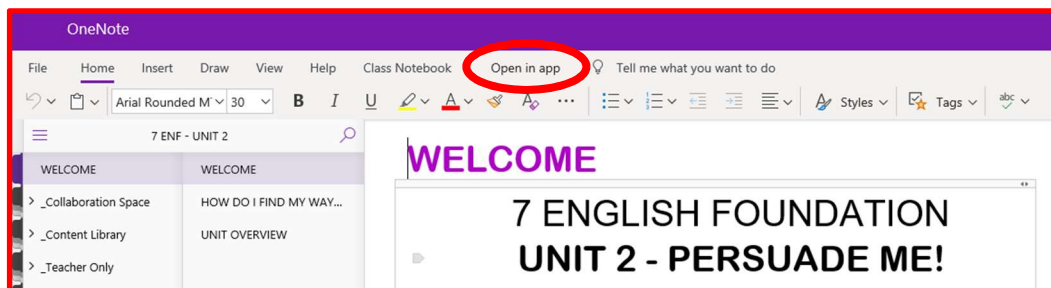 OneNote
File Home Insert Draw View Help Class Notebook Open in app Tell me what you want to do
Arial Rounded M 30 B I U A A Styles Tags abc
7 ENF - UNIT 2
WELCOME
_Collaboration Space
_Content Library
_Teacher Only
WELCOME
HOW DO I FIND MY WAY...
UNIT OVERVIEW
WELCOME
7 ENGLISH FOUNDATION
UNIT 2 - PERSUADE ME!